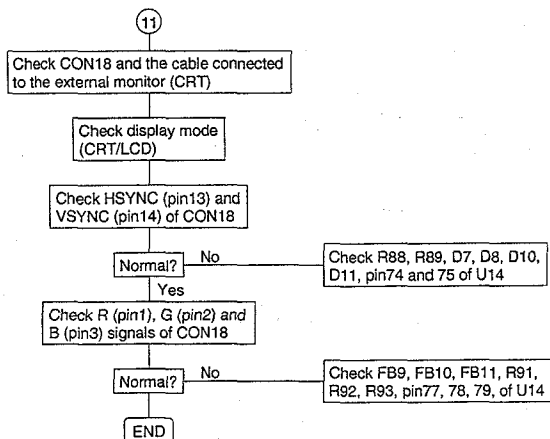 11
Check CON18 and the cable connected
to the external monitor (CRT)
Check display mode
(CRT/LCD)
Check HSYNC (pin13) and
VSYNC (pin14) of CON18
Normal?
No
Check R88, R89, D7, D8, D10,
D11, pin74 and 75 of U14
Yes
Check R (pin1), G (pin2) and
B (pin3) signals of CON18
Normal?
No
Check FB9, FB10, FB11, R91,
R92, R93, pin77, 78, 79, of U14
END